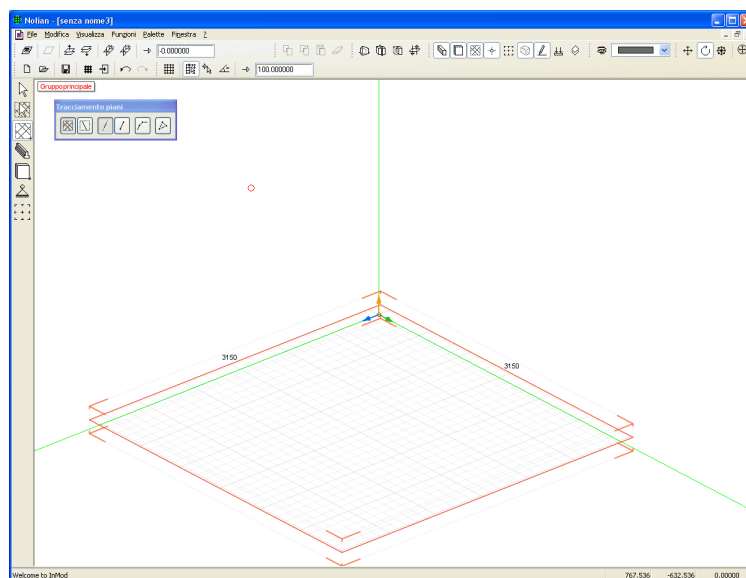 Nolian - [senza nome3]
File Modifica Visualizza Funzioni Palette Finestra ?
-0.000000
100.000000
Gruppoprincipale
Tracciamento piani
3150
3150
Welcome to InMod 767.536 -632.536 0.00000